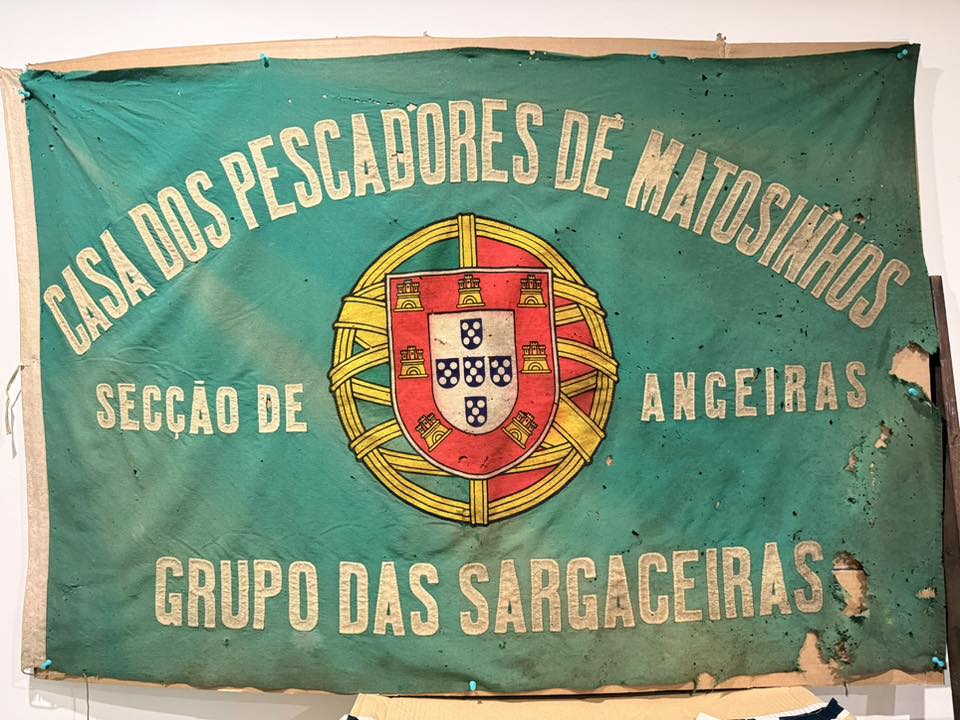 CASA DOS PESCADORES DE MATOSINHOS
SECÇÃO DE ANGEIRAS
GRUPO DAS SARGACEIRAS